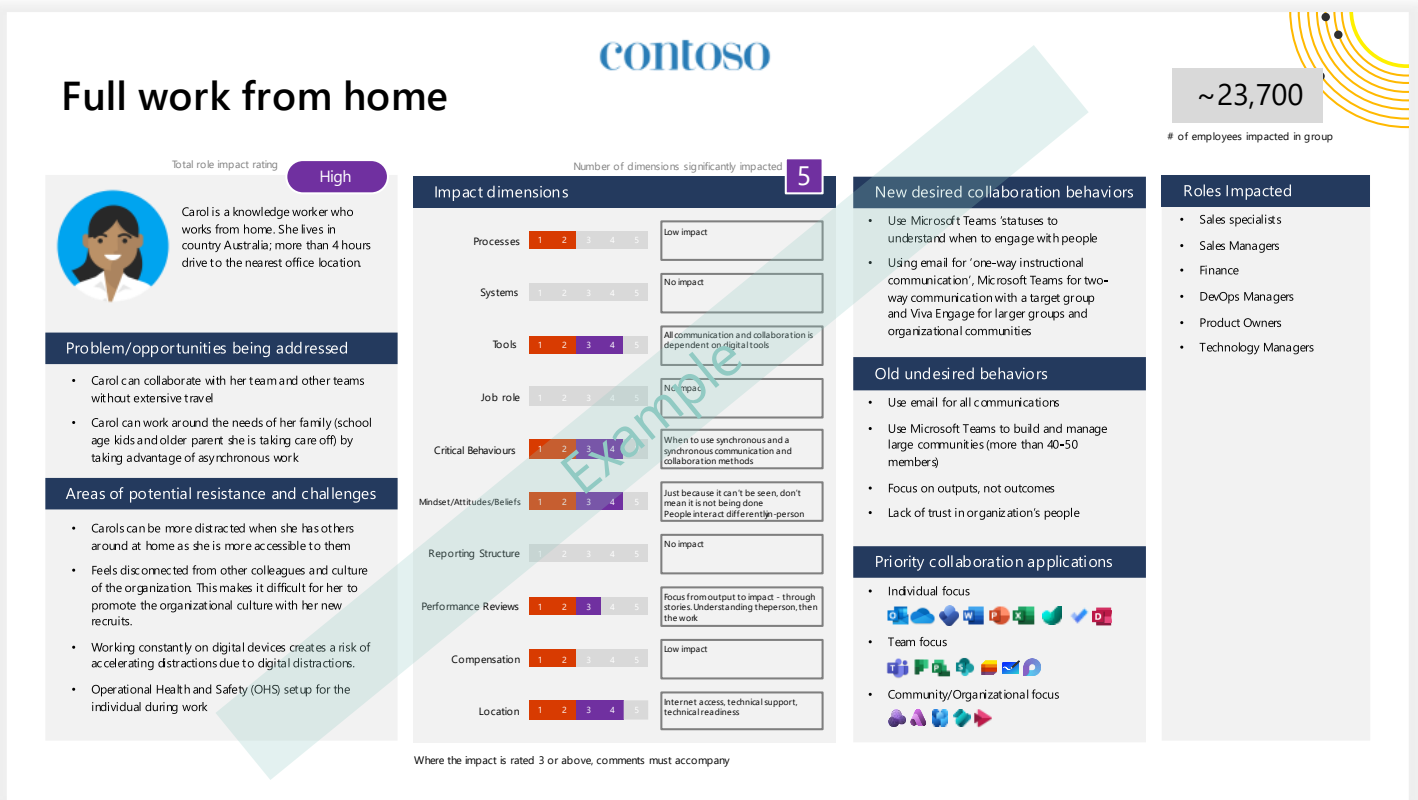 contoso
Full work from home
~23,700
# of employees impacted in group
Total role impact rating
High
Carol is a knowledge worker who
works from home. She lives in
country Australia; more than 4 hours
drive to the nearest office location.
Problem/opportunities being addressed
• Carol can collaborate with her team and other teams
without extensive travel
• Carol can work around the needs of her family (school
age kids and older parent she is taking care off) by
taking advantage of asynchronous work
Areas of potential resistance and challenges
• Carols can be more distracted when she has others
around at home as she is more accessible to them
• Feels disconnected from other colleagues and culture
of the organization. This makes it difficult for her to
promote the organizational culture with her new
recruits.
• Working constantly on digital devices creates a risk of
accelerating distractions due to digital distractions.
• Operational Health and Safety (OHS) setup for the
individual during work
Number of dimensions significantly impacted
5
Impact dimensions
Processes 1 2 3 4 5 Low impact
Systems 1 2 3 4 5 No impact
Tools 1 2 3 4 5 All communication and collaboration is
dependent on digital tools
Job role 1 2 3 4 5 No impact
Critical Behaviours 1 2 3 4 5 When to use synchronous and a
synchronous communication and
collaboration methods
Mindset/Attitudes/Beliefs 1 2 3 4 5 Just because it can't be seen, don't
mean it is not being done
People interact differently in-person
Reporting Structure 1 2 3 4 5 No impact
Performance Reviews 1 2 3 4 5 Focus from output to impact - through
stories. Understanding the person, then
the work
Compensation 1 2 3 4 5 Low impact
Location 1 2 3 4 5 Internet access, technical support,
technical readiness
Where the impact is rated 3 or above, comments must accompany
Example
New desired collaboration behaviors
• Use Microsoft Teams 'statuses to
understand when to engage with people
• Using email for 'one-way instructional
communication', Microsoft Teams for two-
way communication with a target group
and Viva Engage for larger groups and
organizational communities
Old undesired behaviors
• Use email for all communications
• Use Microsoft Teams to build and manage
large communities (more than 40-50
members)
• Focus on outputs, not outcomes
• Lack of trust in organization's people
Priority collaboration applications
• Individual focus
• Team focus
• Community/Organizational focus
Roles Impacted
• Sales specialists
• Sales Managers
• Finance
• DevOps Managers
• Product Owners
• Technology Managers